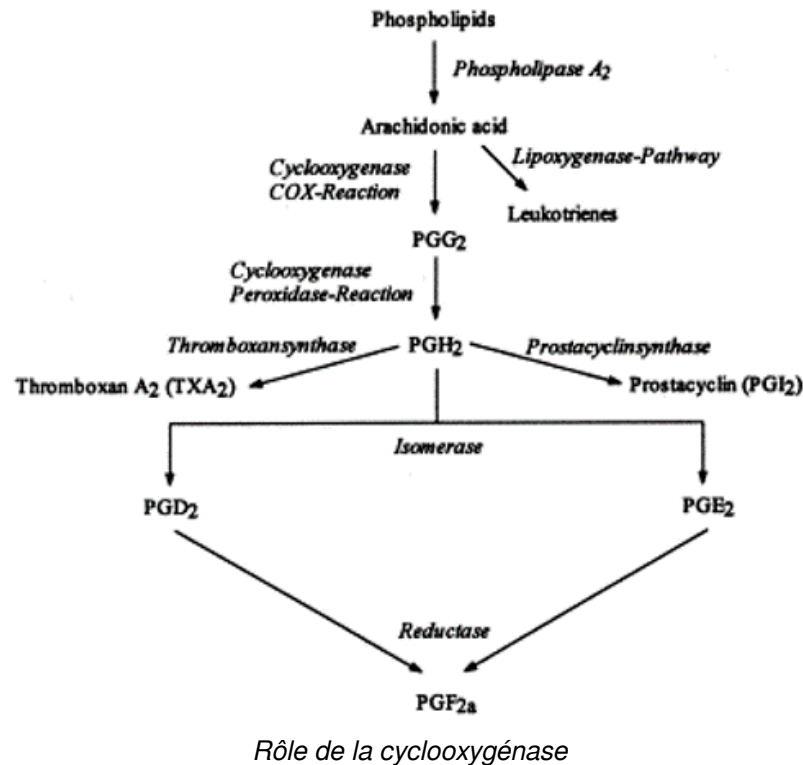 Phospholipids
Phospholipase A2
Arachidonic acid
Cyclooxygenase
COX-Reaction
Lipoxygenase-Pathway
Leukotrienes
PGG2
Cyclooxygenase
Peroxidase-Reaction
Thromboxansynthase
PGH2
Prostacyclinsynthase
Thromboxan A2 (TXA2)
Prostacyclin (PGI2)
Isomerase
PGD2
PGE2
Reductase
PGF2a
Rôle de la cyclooxygénase